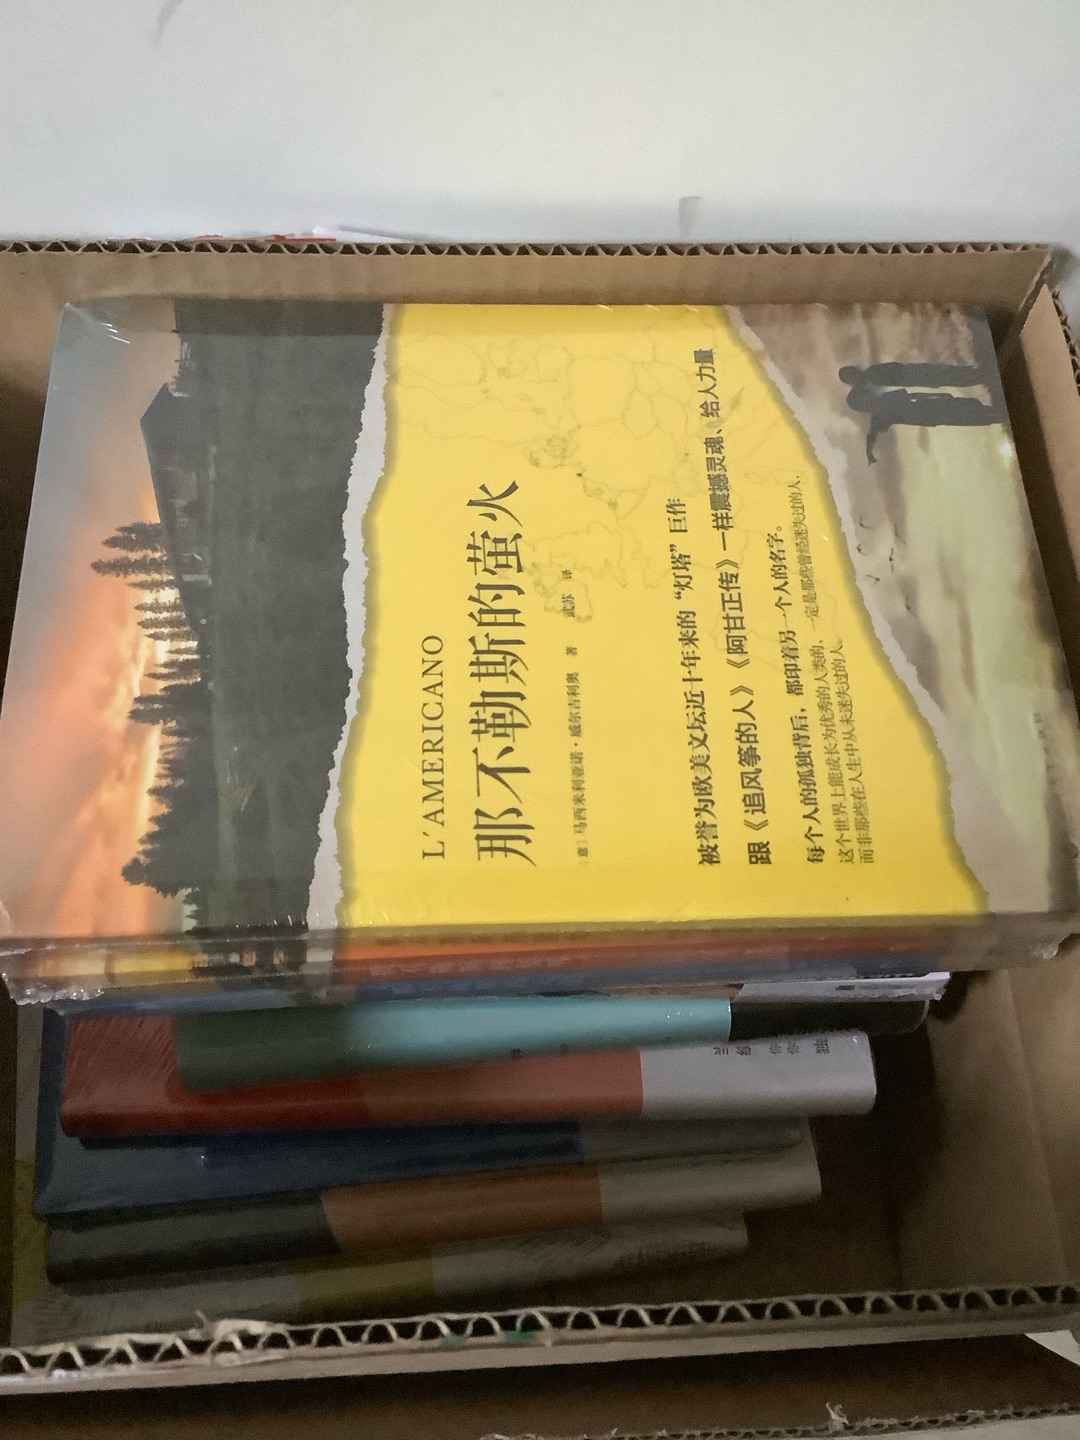 L'AMERICANO
那不勒斯的萤火
［意］马西米利亚诺·威尔吉利奥 著 武苏 译
被誉为欧美文坛近十年来的“灯塔”巨作
跟《追风筝的人》《阿甘正传》一样震撼灵魂、给人力量
每个人的孤独背后，都印着另一个人的名字。
这个世界上能成长为优秀的人类的，一定是那些曾经迷失过的人，
而非那些在人生中从未迷失过的人。